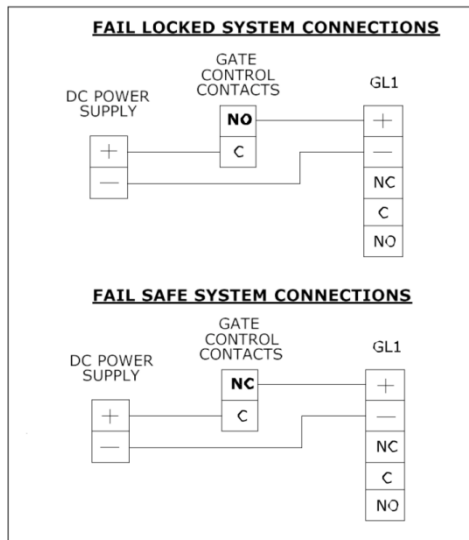 FAIL LOCKED SYSTEM CONNECTIONS
GATE
CONTROL
CONTACTS
GL1
DC POWER
SUPPLY
NO
+
+
C
—
—
NC
C
NO
FAIL SAFE SYSTEM CONNECTIONS
GATE
CONTROL
CONTACTS
GL1
DC POWER
SUPPLY
NC
+
+
C
—
—
NC
C
NO